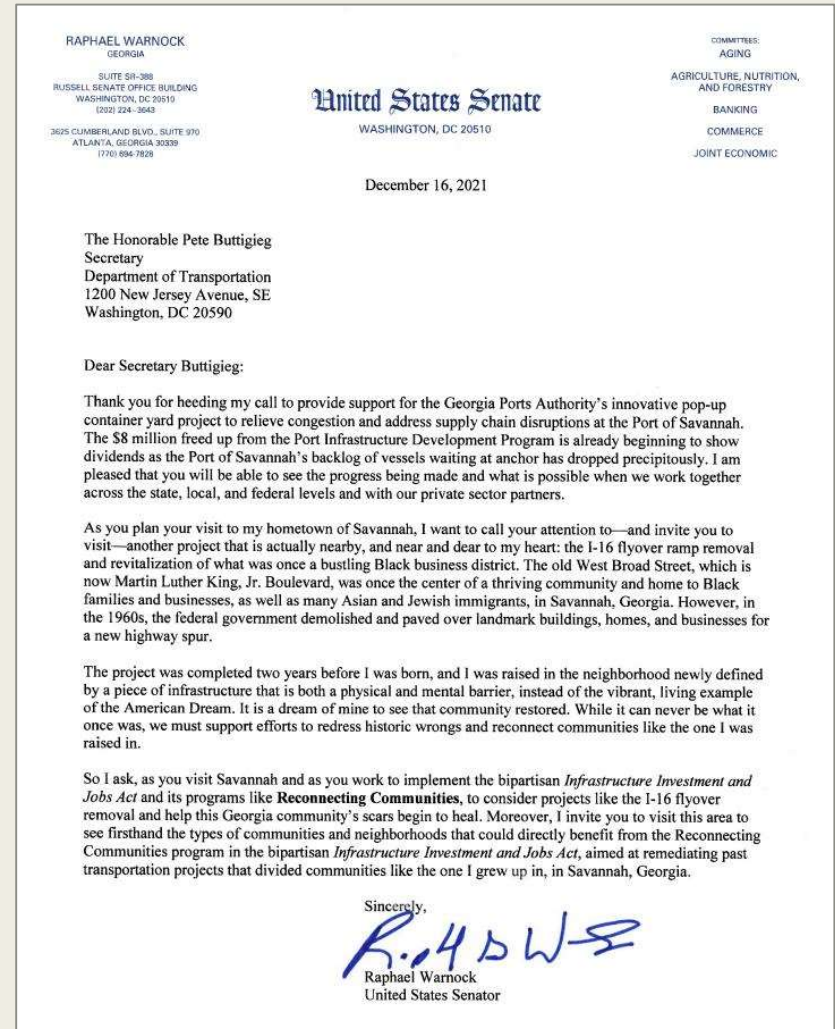 RAPHAEL WARNOCK
GEORGIA
SUITE SR-388
RUSSELL SENATE OFFICE BUILDING
WASHINGTON, DC 20510
(202) 224-3643
3625 CUMBERLAND BLVD., SUITE 970
ATLANTA, GEORGIA 30339
(770) 694-7828
United States Senate
WASHINGTON, DC 20510
COMMITTEES:
AGING
AGRICULTURE, NUTRITION,
AND FORESTRY
BANKING
COMMERCE
JOINT ECONOMIC
December 16, 2021
The Honorable Pete Buttigieg
Secretary
Department of Transportation
1200 New Jersey Avenue, SE
Washington, DC 20590
Dear Secretary Buttigieg:
Thank you for heeding my call to provide support for the Georgia Ports Authority's innovative pop-up
container yard project to relieve congestion and address supply chain disruptions at the Port of Savannah.
The $8 million freed up from the Port Infrastructure Development Program is already beginning to show
dividends as the Port of Savannah's backlog of vessels waiting at anchor has dropped precipitously. I am
pleased that you will be able to see the progress being made and what is possible when we work together
across the state, local, and federal levels and with our private sector partners.
As you plan your visit to my hometown of Savannah, I want to call your attention to—and invite you to
visit—another project that is actually nearby, and near and dear to my heart: the I-16 flyover ramp removal
and revitalization of what was once a bustling Black business district. The old West Broad Street, which is
now Martin Luther King, Jr. Boulevard, was once the center of a thriving community and home to Black
families and businesses, as well as many Asian and Jewish immigrants, in Savannah, Georgia. However, in
the 1960s, the federal government demolished and paved over landmark buildings, homes, and businesses for
a new highway spur.
The project was completed two years before I was born, and I was raised in the neighborhood newly defined
by a piece of infrastructure that is both a physical and mental barrier, instead of the vibrant, living example
of the American Dream. It is a dream of mine to see that community restored. While it can never be what it
once was, we must support efforts to redress historic wrongs and reconnect communities like the one I was
raised in.
So I ask, as you visit Savannah and as you work to implement the bipartisan Infrastructure Investment and
Jobs Act and its programs like Reconnecting Communities, to consider projects like the I-16 flyover
removal and help this Georgia community's scars begin to heal. Moreover, I invite you to visit this area to
see firsthand the types of communities and neighborhoods that could directly benefit from the Reconnecting
Communities program in the bipartisan Infrastructure Investment and Jobs Act, aimed at remediating past
transportation projects that divided communities like the one I grew up in, in Savannah, Georgia.
Sincerely,
Raphael Warnock
United States Senator